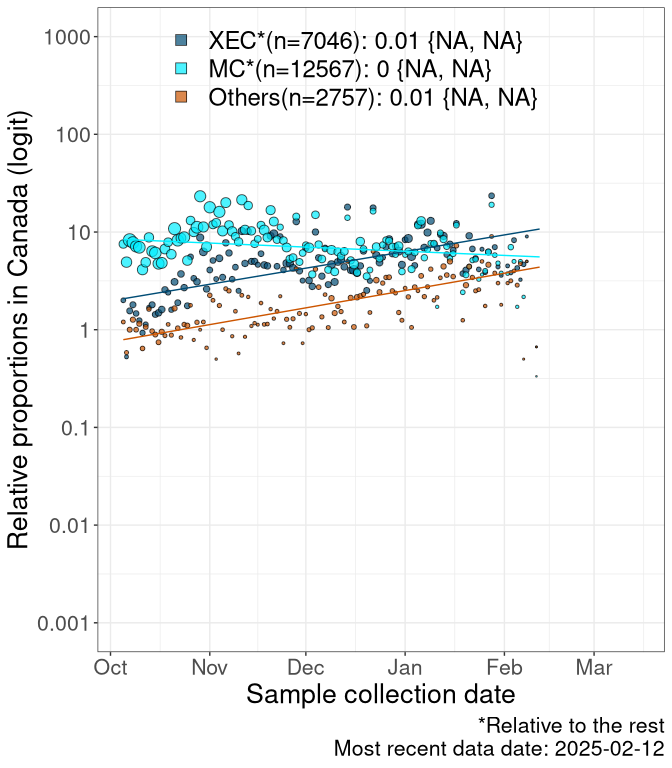 XEC*(n=7046): 0.01 {NA, NA}
MC*(n=12567): 0 {NA, NA}
Others(n=2757): 0.01 {NA, NA}
Relative proportions in Canada (logit)
1000
100
10
1
0.1
0.01
0.001
Oct Nov Dec Jan Feb Mar
Sample collection date
*Relative to the rest
Most recent data date: 2025-02-12